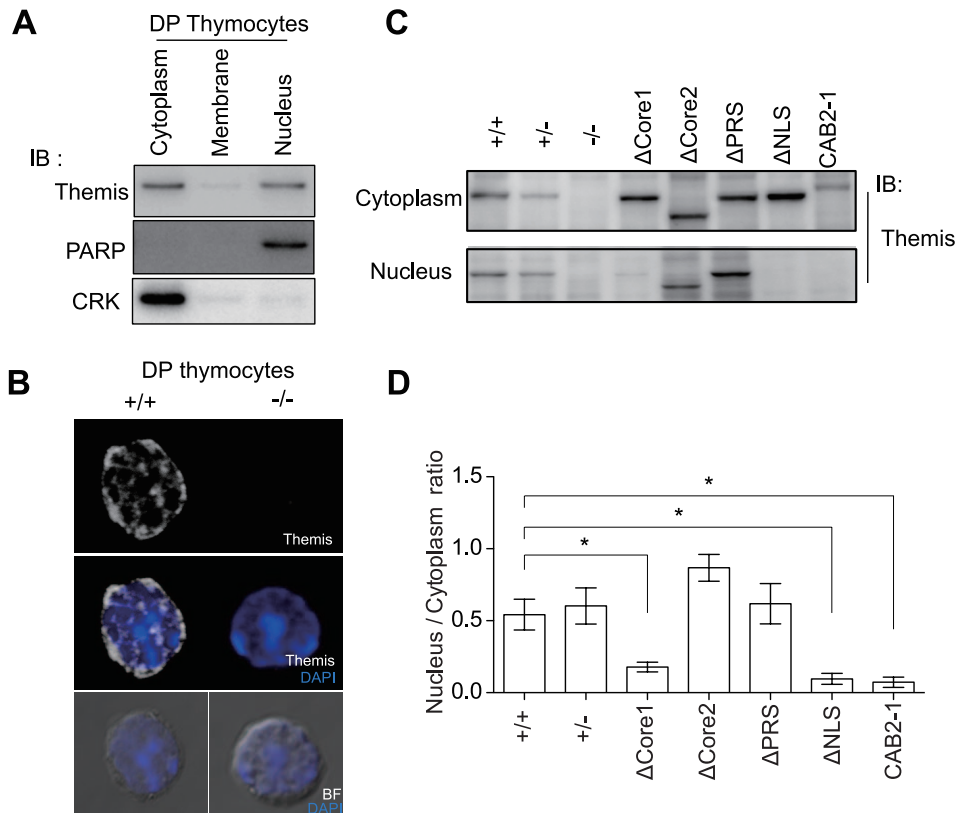 A
DP Thymocytes
Cytoplasm
Membrane
Nucleus
IB :
Themis
PARP
CRK
B
DP thymocytes
+/+
-/-
Themis
Themis
DAPI
BF
DAPI
C
+/+
+/-
-/-
ΔCore1
ΔCore2
ΔPRS
ΔNLS
CAB2-1
Cytoplasm
IB:
Themis
Nucleus
D
Nucleus / Cytoplasm ratio
1.5
1.0
0.5
0.0
*
*
*
+/+
+/-
ΔCore1
ΔCore2
ΔPRS
ΔNLS
CAB2-1